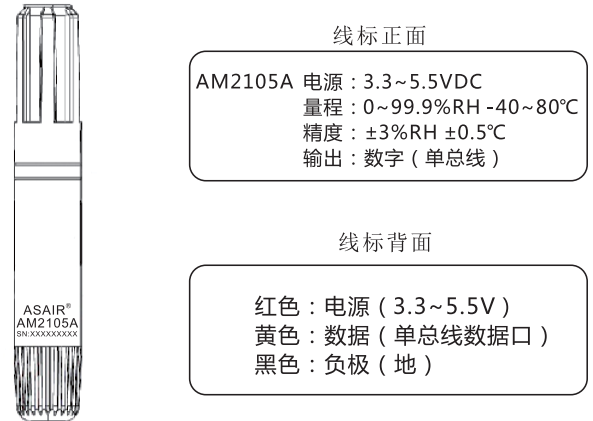 线标正面
AM2105A 电源：3.3~5.5VDC
量程：0~99.9%RH -40~80℃
精度：±3%RH ±0.5℃
输出：数字（单总线）
线标背面
红色：电源（3.3~5.5V）
黄色：数据（单总线数据口）
黑色：负极（地）
ASAIR®
AM2105A
SN:XXXXXXXXX